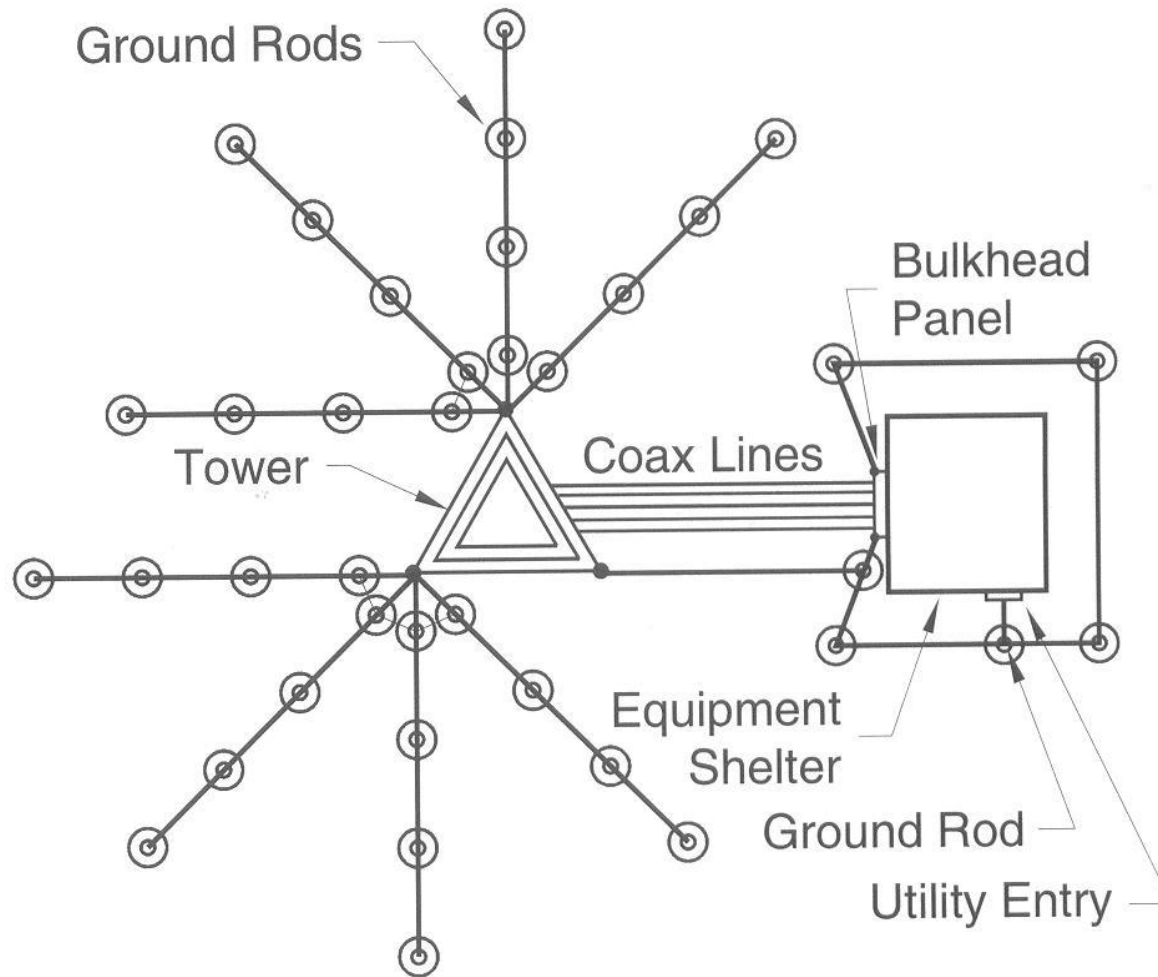 Ground Rods
Bulkhead
Panel
Coax Lines
Tower
Equipment
Shelter
Ground Rod
Utility Entry